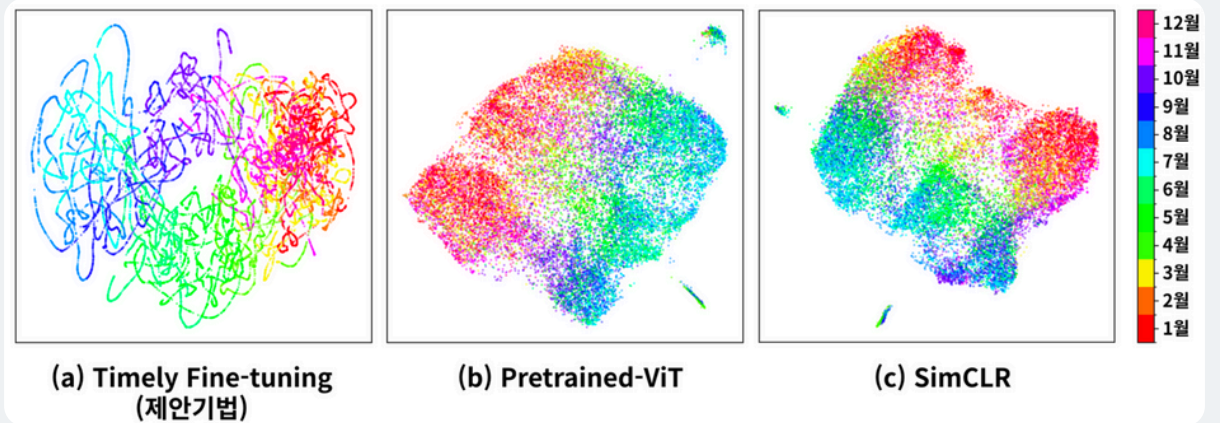 12월
11월
10월
9월
8월
7월
6월
5월
4월
3월
2월
1월
(a) Timely Fine-tuning
(제안기법)
(b) Pretrained-ViT
(c) SimCLR